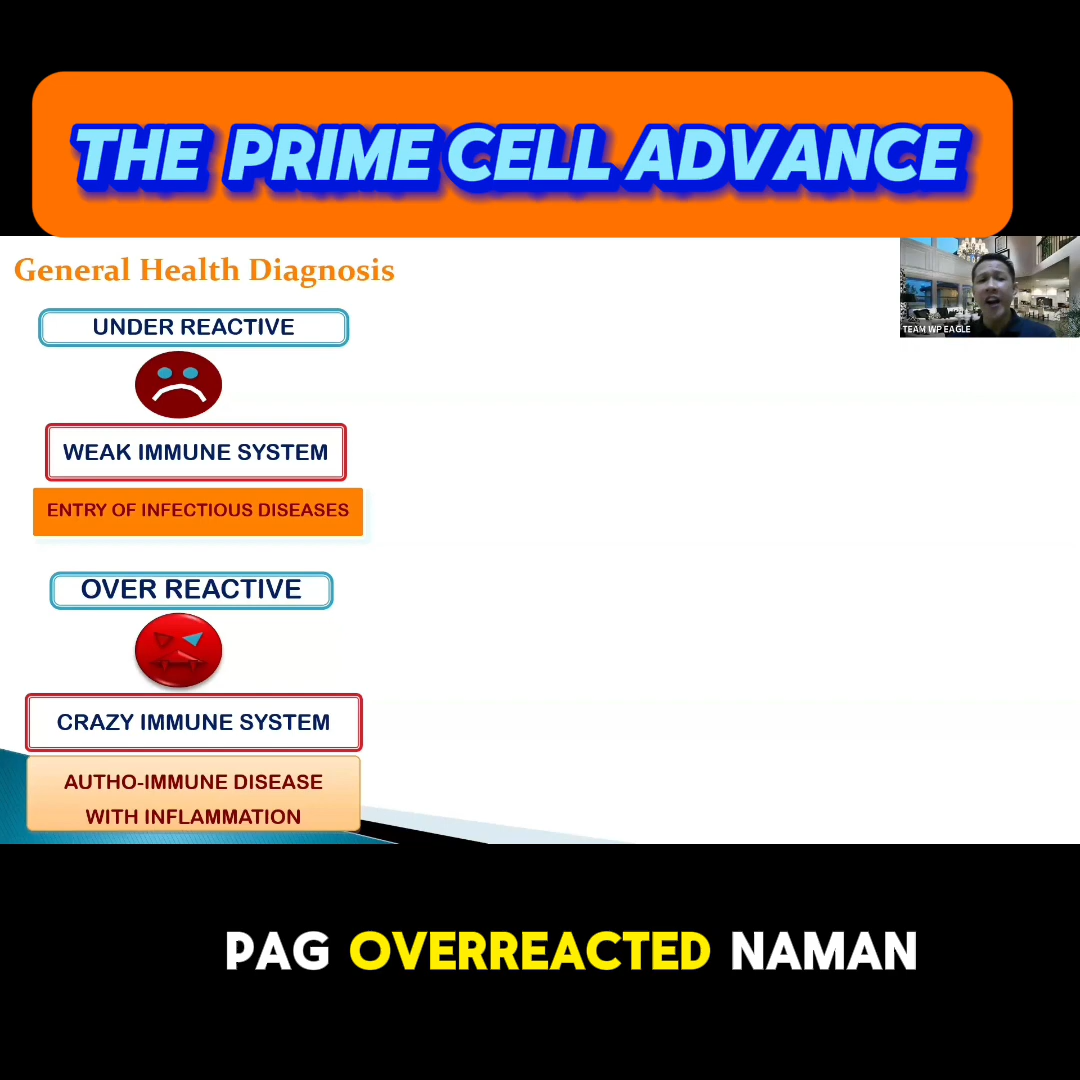 THE PRIME CELL ADVANCE
General Health Diagnosis
TEAM WP EAGLE
UNDER REACTIVE
WEAK IMMUNE SYSTEM
ENTRY OF INFECTIOUS DISEASES
OVER REACTIVE
CRAZY IMMUNE SYSTEM
AUTHO-IMMUNE DISEASE
WITH INFLAMMATION
PAG OVERREACTED NAMAN